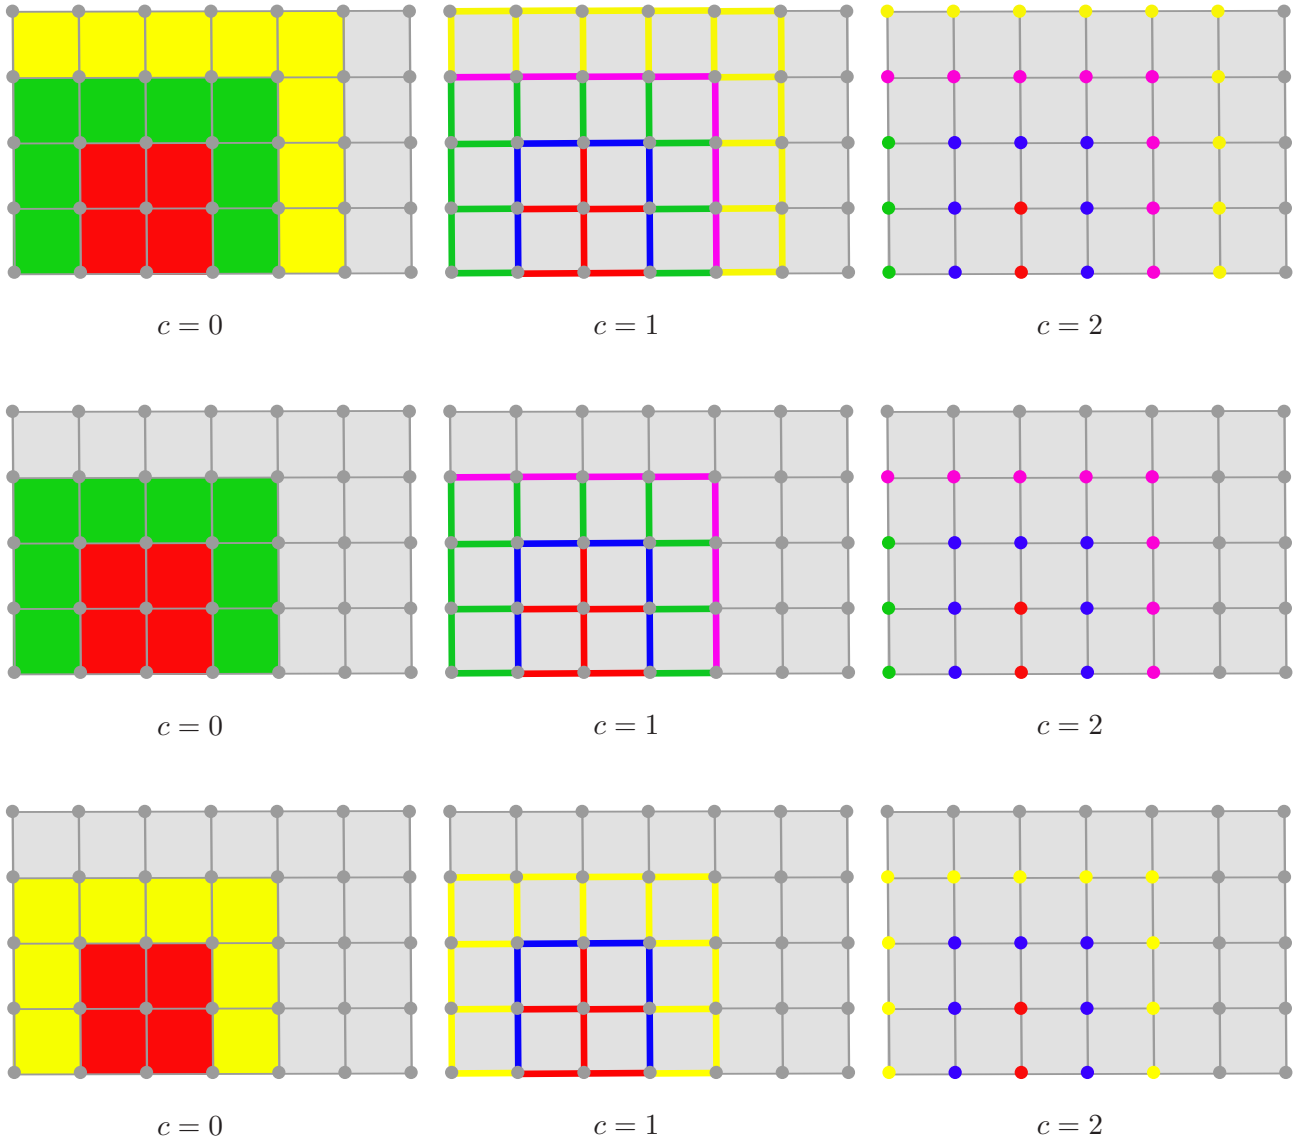 c = 0 c = 1 c = 2
c = 0 c = 1 c = 2
c = 0 c = 1 c = 2